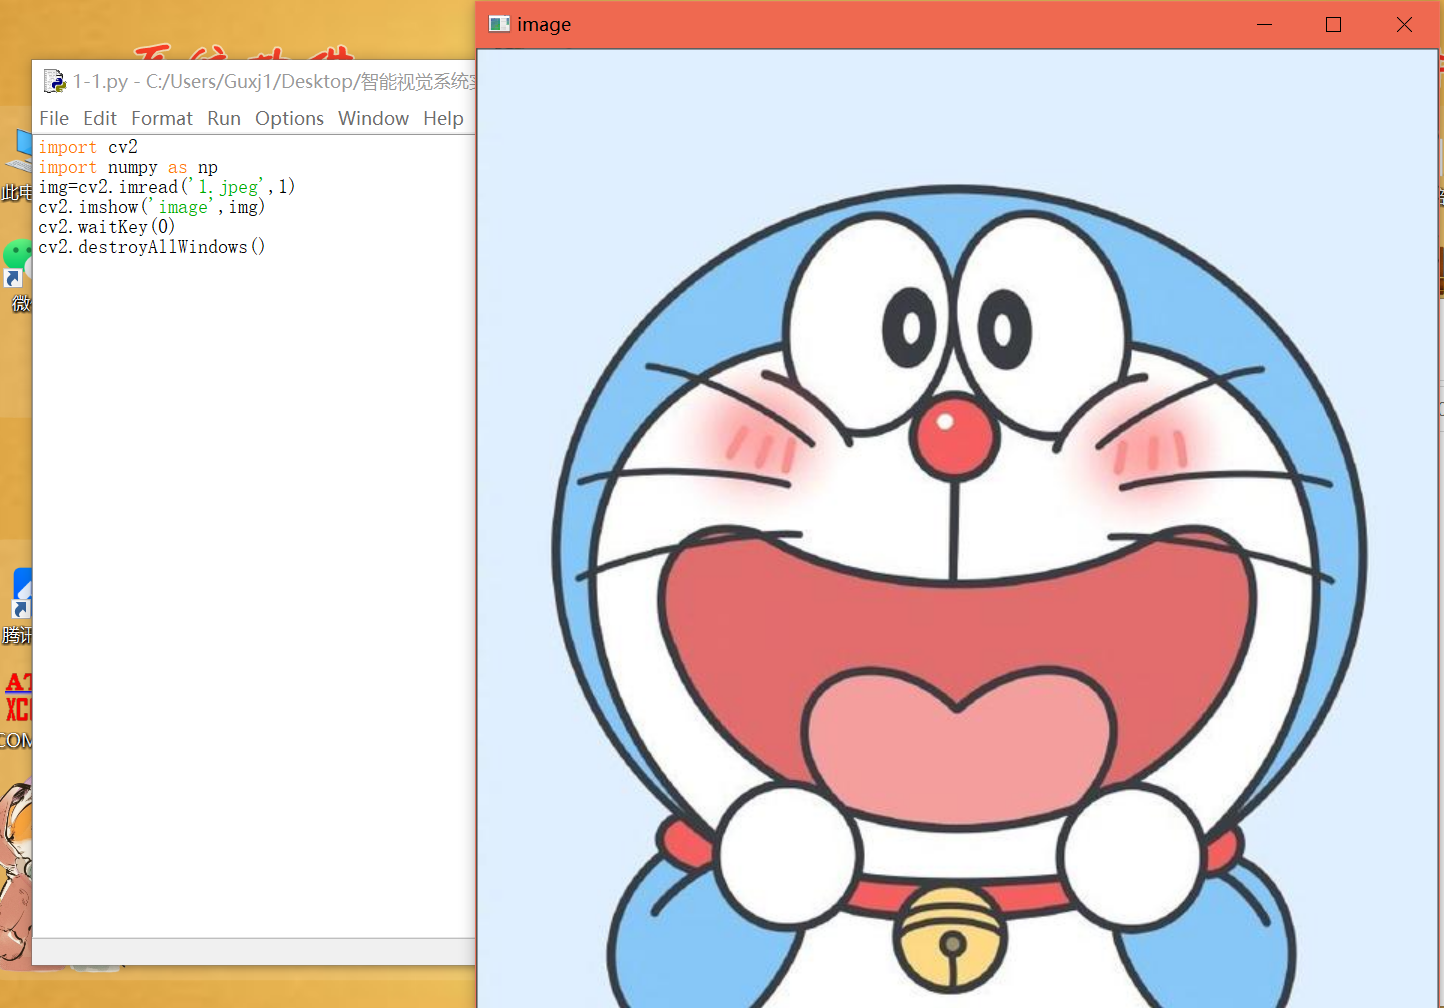 image
1-1.py - C:/Users/Guxj1/Desktop/智能视觉系统实
File Edit Format Run Options Window Help
import cv2
import numpy as np
img=cv2.imread('1.jpeg',1)
cv2.imshow('image',img)
cv2.waitKey(0)
cv2.destroyAllWindows()
此电
微
腾讯
XC
COM